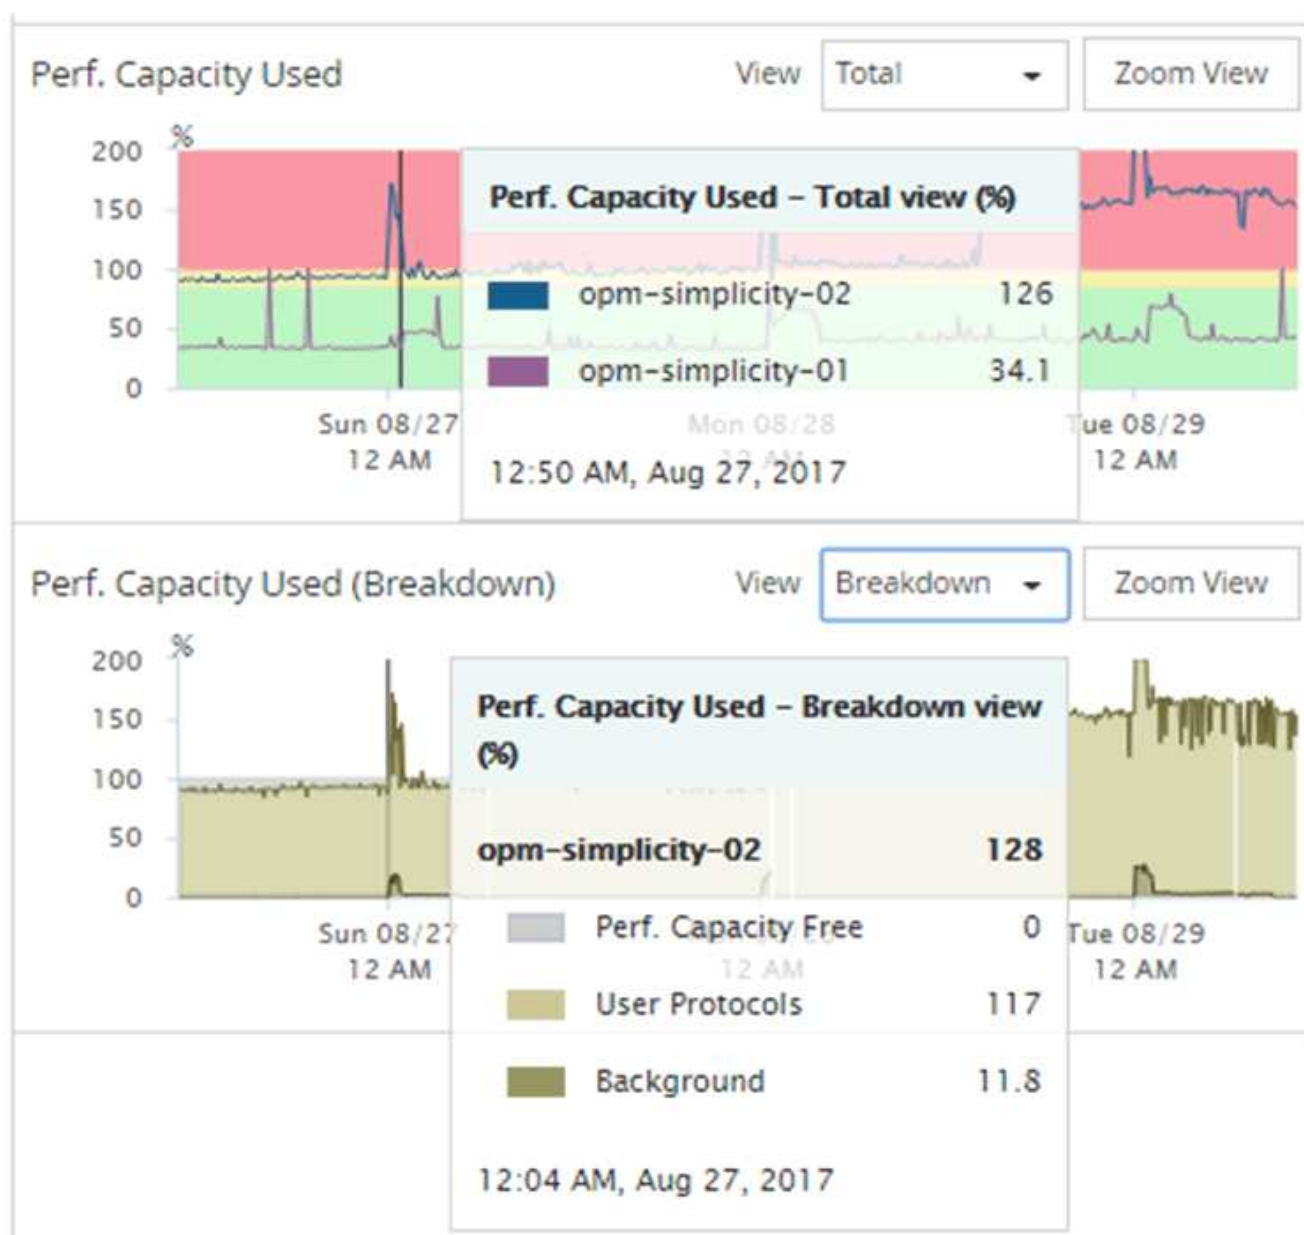 Perf. Capacity Used View Total Zoom View
%
200
150
100
50
0
Perf. Capacity Used - Total view (%)
opm-simplicity-02 126
opm-simplicity-01 34.1
12:50 AM, Aug 27, 2017
Sun 08/27 Mon 08/28 Tue 08/29
12 AM 12 AM 12 AM
Perf. Capacity Used (Breakdown) View Breakdown Zoom View
%
200
150
100
50
0
Perf. Capacity Used - Breakdown view
(%)
opm-simplicity-02 128
Perf. Capacity Free 0
User Protocols 117
Background 11.8
12:04 AM, Aug 27, 2017
Sun 08/27 Tue 08/29
12 AM 12 AM 12 AM